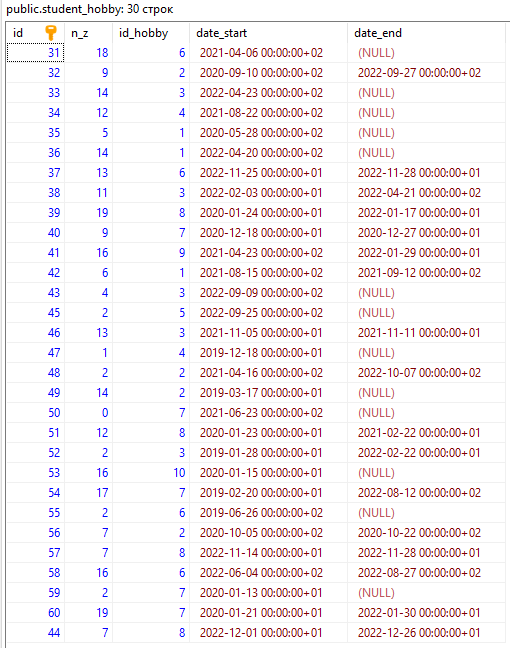 public.student_hobby: 30 строк
id n_z id_hobby date_start date_end
31 18 6 2021-04-06 00:00:00+02 (NULL)
32 9 2 2020-09-10 00:00:00+02 2022-09-27 00:00:00+02
33 14 3 2022-04-23 00:00:00+02 (NULL)
34 12 4 2021-08-22 00:00:00+02 (NULL)
35 5 1 2020-05-28 00:00:00+02 (NULL)
36 14 1 2022-04-20 00:00:00+02 (NULL)
37 13 6 2022-11-25 00:00:00+01 2022-11-28 00:00:00+01
38 11 3 2022-02-03 00:00:00+01 2022-04-21 00:00:00+02
39 19 8 2020-01-24 00:00:00+01 2022-01-17 00:00:00+01
40 9 7 2020-12-18 00:00:00+01 2020-12-27 00:00:00+01
41 16 9 2021-04-23 00:00:00+02 2022-01-29 00:00:00+01
42 6 1 2021-08-15 00:00:00+02 2021-09-12 00:00:00+02
43 4 3 2022-09-09 00:00:00+02 (NULL)
45 2 5 2022-09-25 00:00:00+02 (NULL)
46 13 3 2021-11-05 00:00:00+01 2021-11-11 00:00:00+01
47 1 4 2019-12-18 00:00:00+01 (NULL)
48 2 2 2021-04-16 00:00:00+02 2022-10-07 00:00:00+02
49 14 2 2019-03-17 00:00:00+01 (NULL)
50 0 7 2021-06-23 00:00:00+02 (NULL)
51 12 8 2020-01-23 00:00:00+01 2021-02-22 00:00:00+01
52 2 3 2019-01-28 00:00:00+01 2022-02-22 00:00:00+01
53 16 10 2020-01-15 00:00:00+01 (NULL)
54 17 7 2019-02-20 00:00:00+01 2022-08-12 00:00:00+02
55 2 6 2019-06-26 00:00:00+02 (NULL)
56 7 2 2020-10-05 00:00:00+02 2020-10-22 00:00:00+02
57 7 8 2022-11-14 00:00:00+01 2022-11-28 00:00:00+01
58 16 6 2022-06-04 00:00:00+02 2022-08-27 00:00:00+02
59 2 7 2020-01-13 00:00:00+01 (NULL)
60 19 7 2020-01-21 00:00:00+01 2022-01-30 00:00:00+01
44 7 8 2022-12-01 00:00:00+01 2022-12-26 00:00:00+01